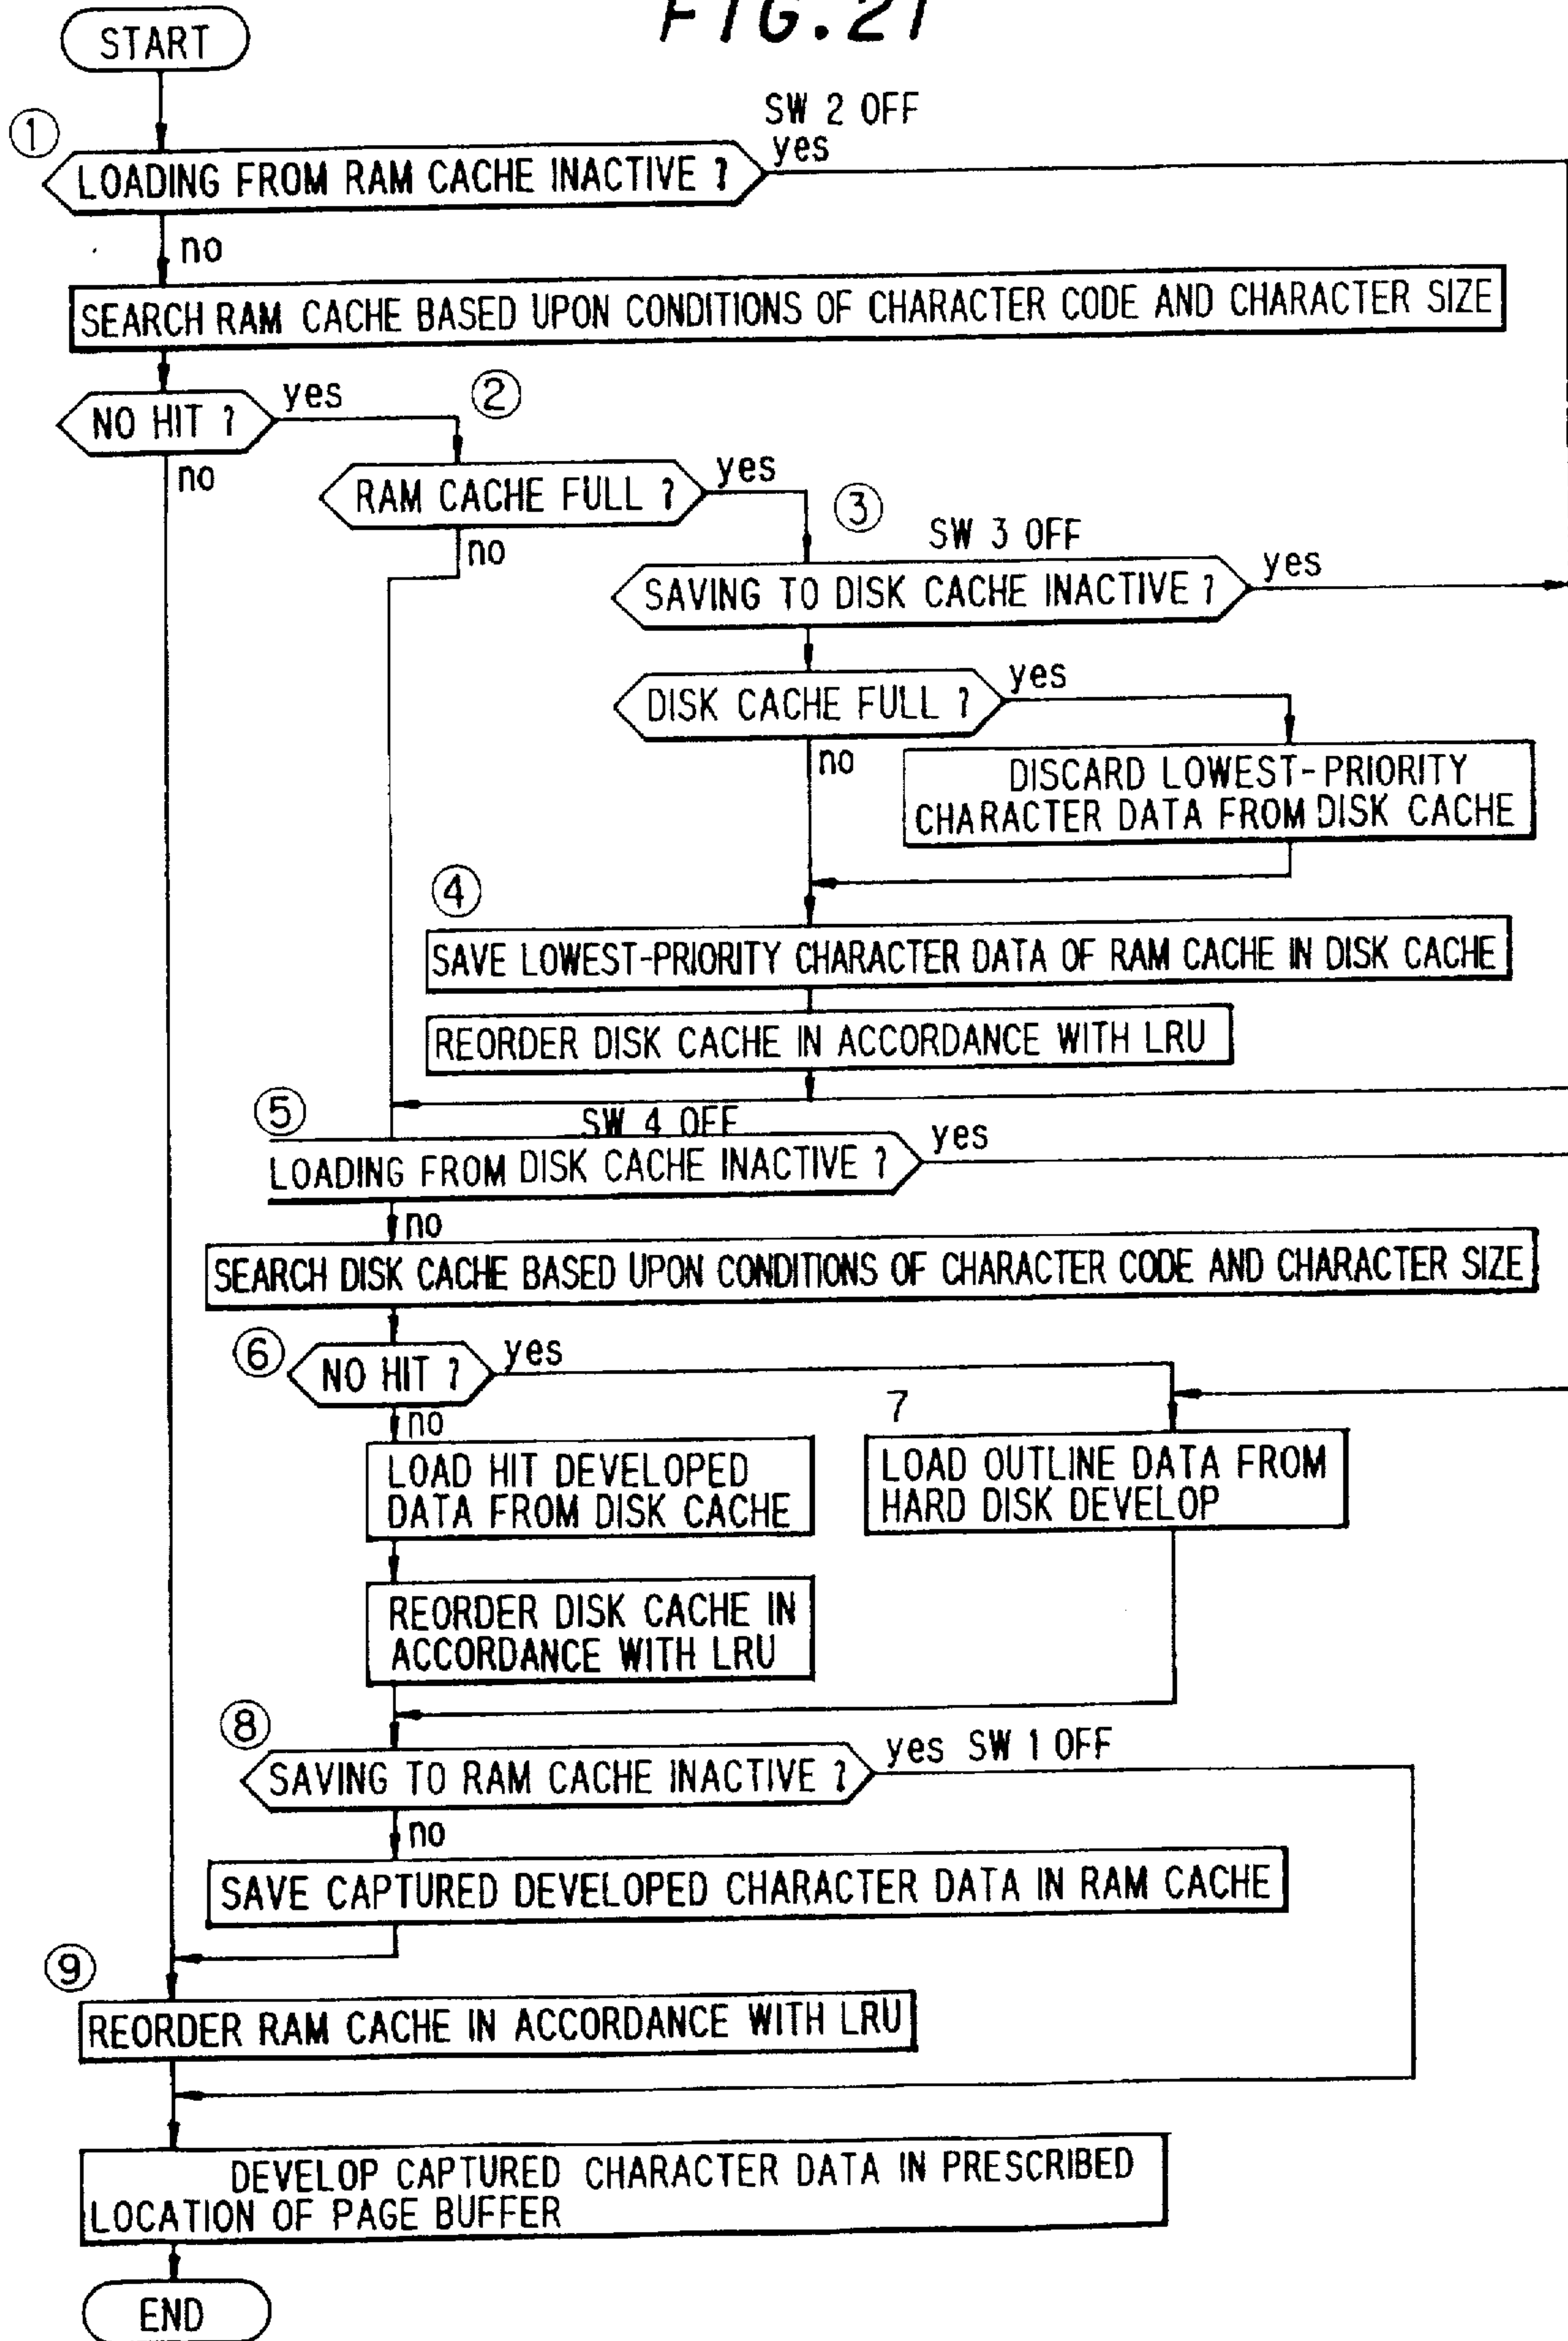 FIG.21
START
①
SW 2 OFF
yes
LOADING FROM RAM CACHE INACTIVE ?
no
SEARCH RAM CACHE BASED UPON CONDITIONS OF CHARACTER CODE AND CHARACTER SIZE
NO HIT ?
yes
no
②
RAM CACHE FULL ?
yes
no
③
SW 3 OFF
SAVING TO DISK CACHE INACTIVE ?
yes
DISK CACHE FULL ?
yes
no
DISCARD LOWEST-PRIORITY
CHARACTER DATA FROM DISK CACHE
④
SAVE LOWEST-PRIORITY CHARACTER DATA OF RAM CACHE IN DISK CACHE
REORDER DISK CACHE IN ACCORDANCE WITH LRU
⑤
SW 4 OFF
LOADING FROM DISK CACHE INACTIVE ?
yes
no
SEARCH DISK CACHE BASED UPON CONDITIONS OF CHARACTER CODE AND CHARACTER SIZE
⑥
NO HIT ?
yes
no
LOAD HIT DEVELOPED
DATA FROM DISK CACHE
7
LOAD OUTLINE DATA FROM
HARD DISK DEVELOP
REORDER DISK CACHE IN
ACCORDANCE WITH LRU
⑧
SAVING TO RAM CACHE INACTIVE ?
yes SW 1 OFF
no
SAVE CAPTURED DEVELOPED CHARACTER DATA IN RAM CACHE
⑨
REORDER RAM CACHE IN ACCORDANCE WITH LRU
DEVELOP CAPTURED CHARACTER DATA IN PRESCRIBED
LOCATION OF PAGE BUFFER
END